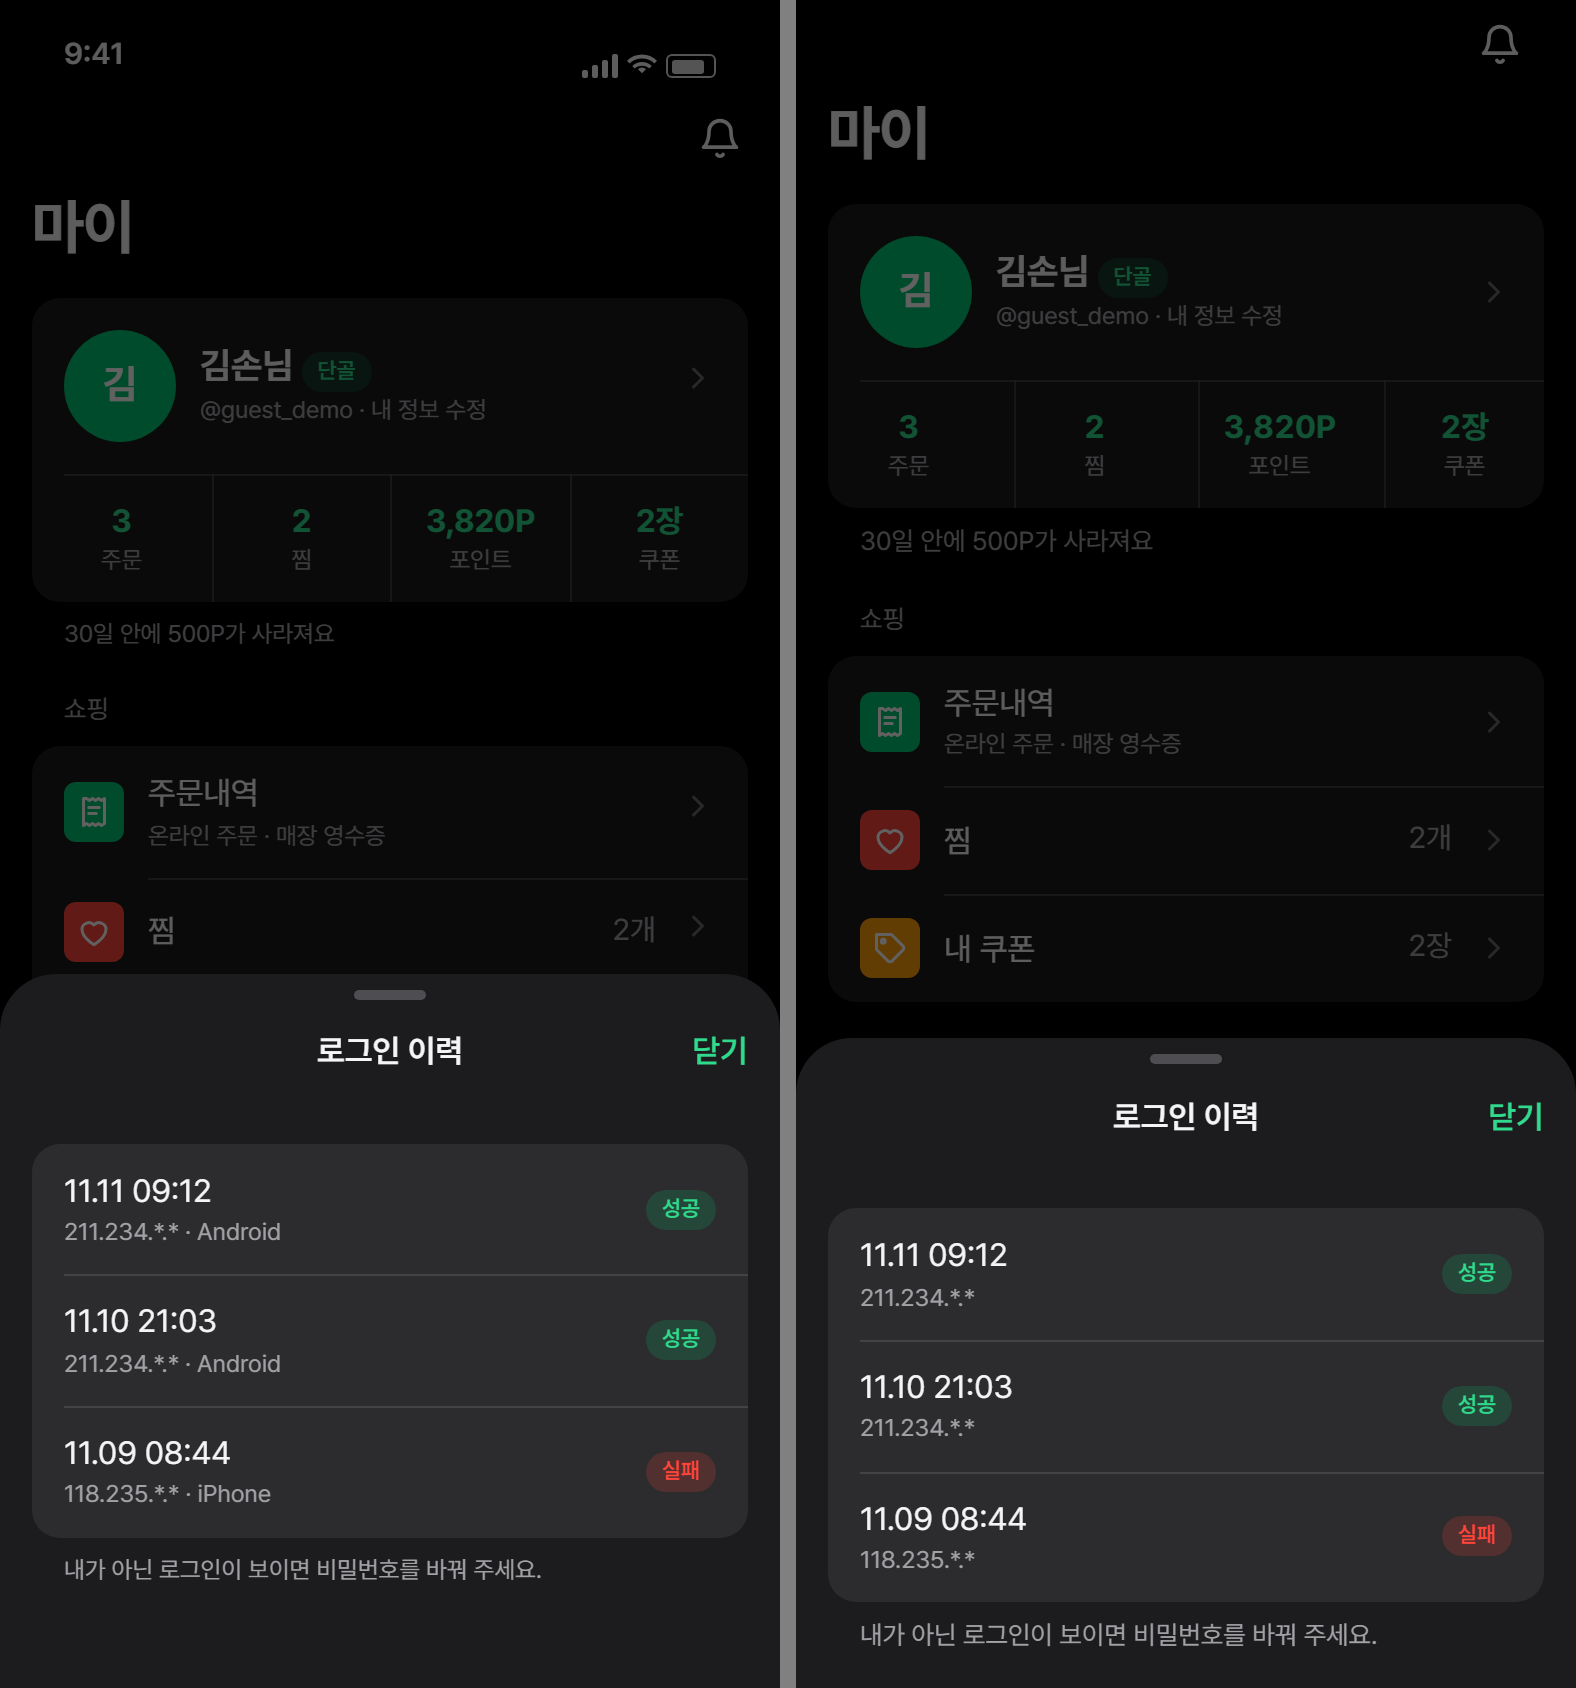 9:41
마이
김
김손님 단골
@guest_demo · 내 정보 수정
3 2 3,820P 2장
주문 찜 포인트 쿠폰
30일 안에 500P가 사라져요
쇼핑
주문내역
온라인 주문 · 매장 영수증
찜 2개
로그인 이력 닫기
11.11 09:12 성공
211.234.*.* · Android
11.10 21:03 성공
211.234.*.* · Android
11.09 08:44 실패
118.235.*.* · iPhone
내가 아닌 로그인이 보이면 비밀번호를 바꿔 주세요.
마이
김
김손님 단골
@guest_demo · 내 정보 수정
3 2 3,820P 2장
주문 찜 포인트 쿠폰
30일 안에 500P가 사라져요
쇼핑
주문내역
온라인 주문 · 매장 영수증
찜 2개
내 쿠폰 2장
로그인 이력 닫기
11.11 09:12 성공
211.234.*.*
11.10 21:03 성공
211.234.*.*
11.09 08:44 실패
118.235.*.*
내가 아닌 로그인이 보이면 비밀번호를 바꿔 주세요.